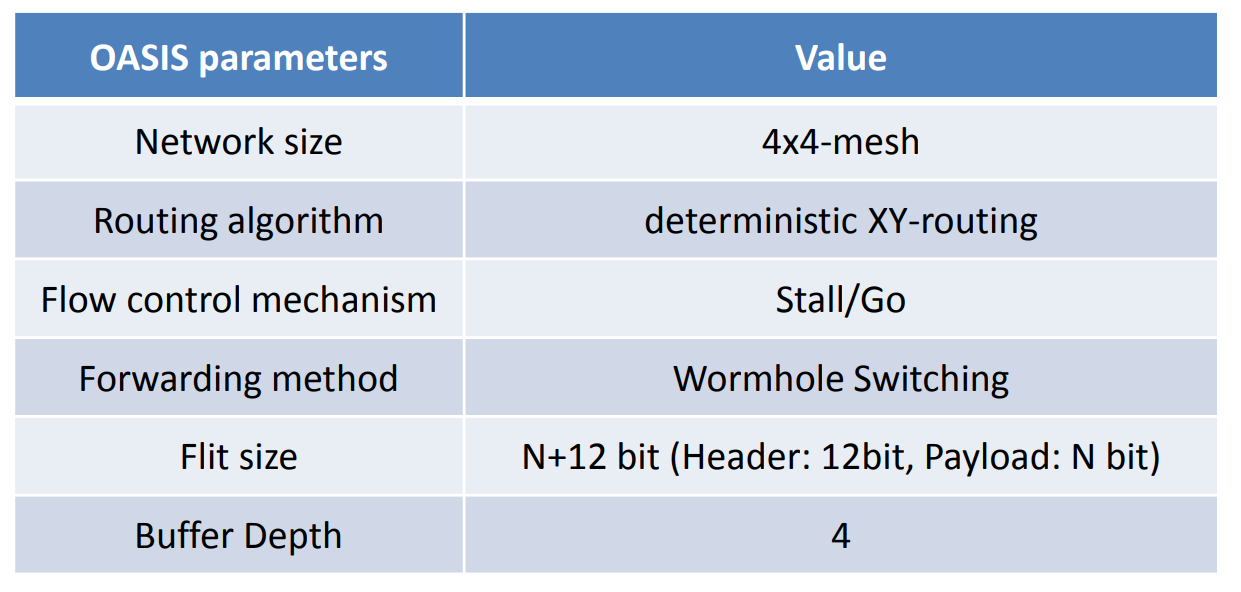 OASIS parameters Value
Network size 4x4-mesh
Routing algorithm deterministic XY-routing
Flow control mechanism Stall/Go
Forwarding method Wormhole Switching
Flit size N+12 bit (Header: 12bit, Payload: N bit)
Buffer Depth 4